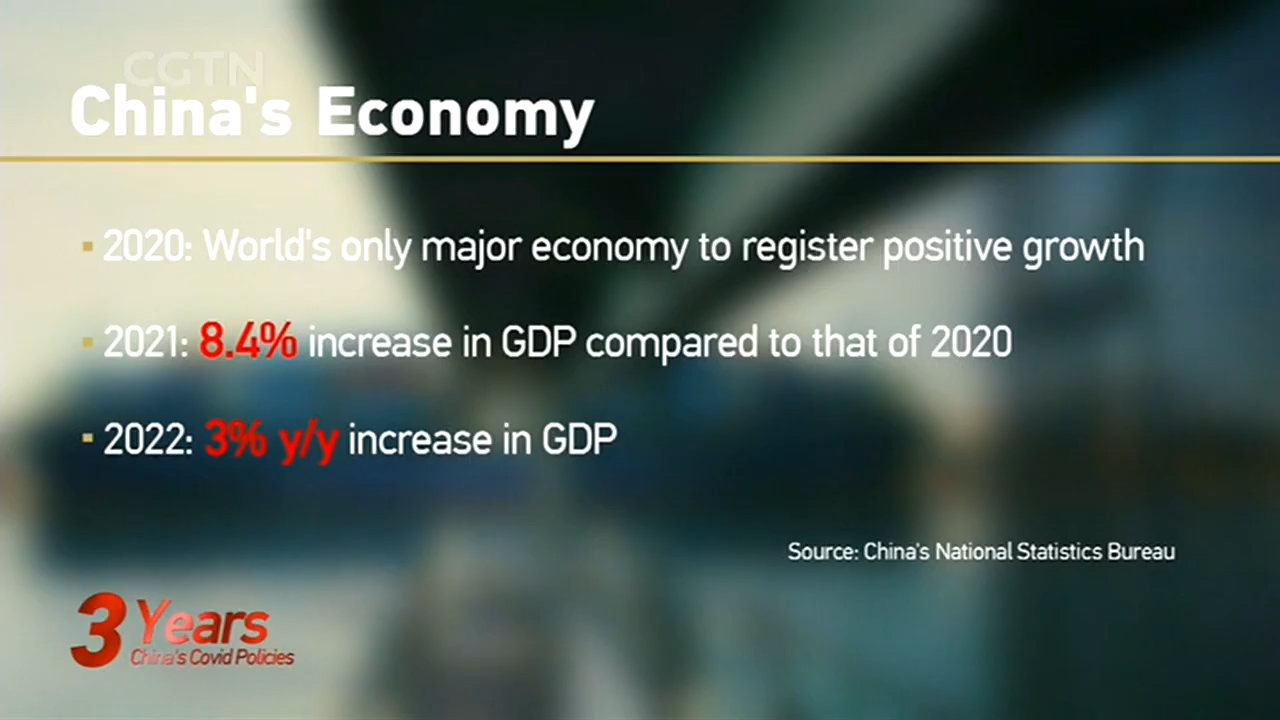 CGTN
China's Economy
2020: World's only major economy to register positive growth
2021: 8.4% increase in GDP compared to that of 2020
2022: 3% y/y increase in GDP
Source: China's National Statistics Bureau
3 Years
China's Covid Policies